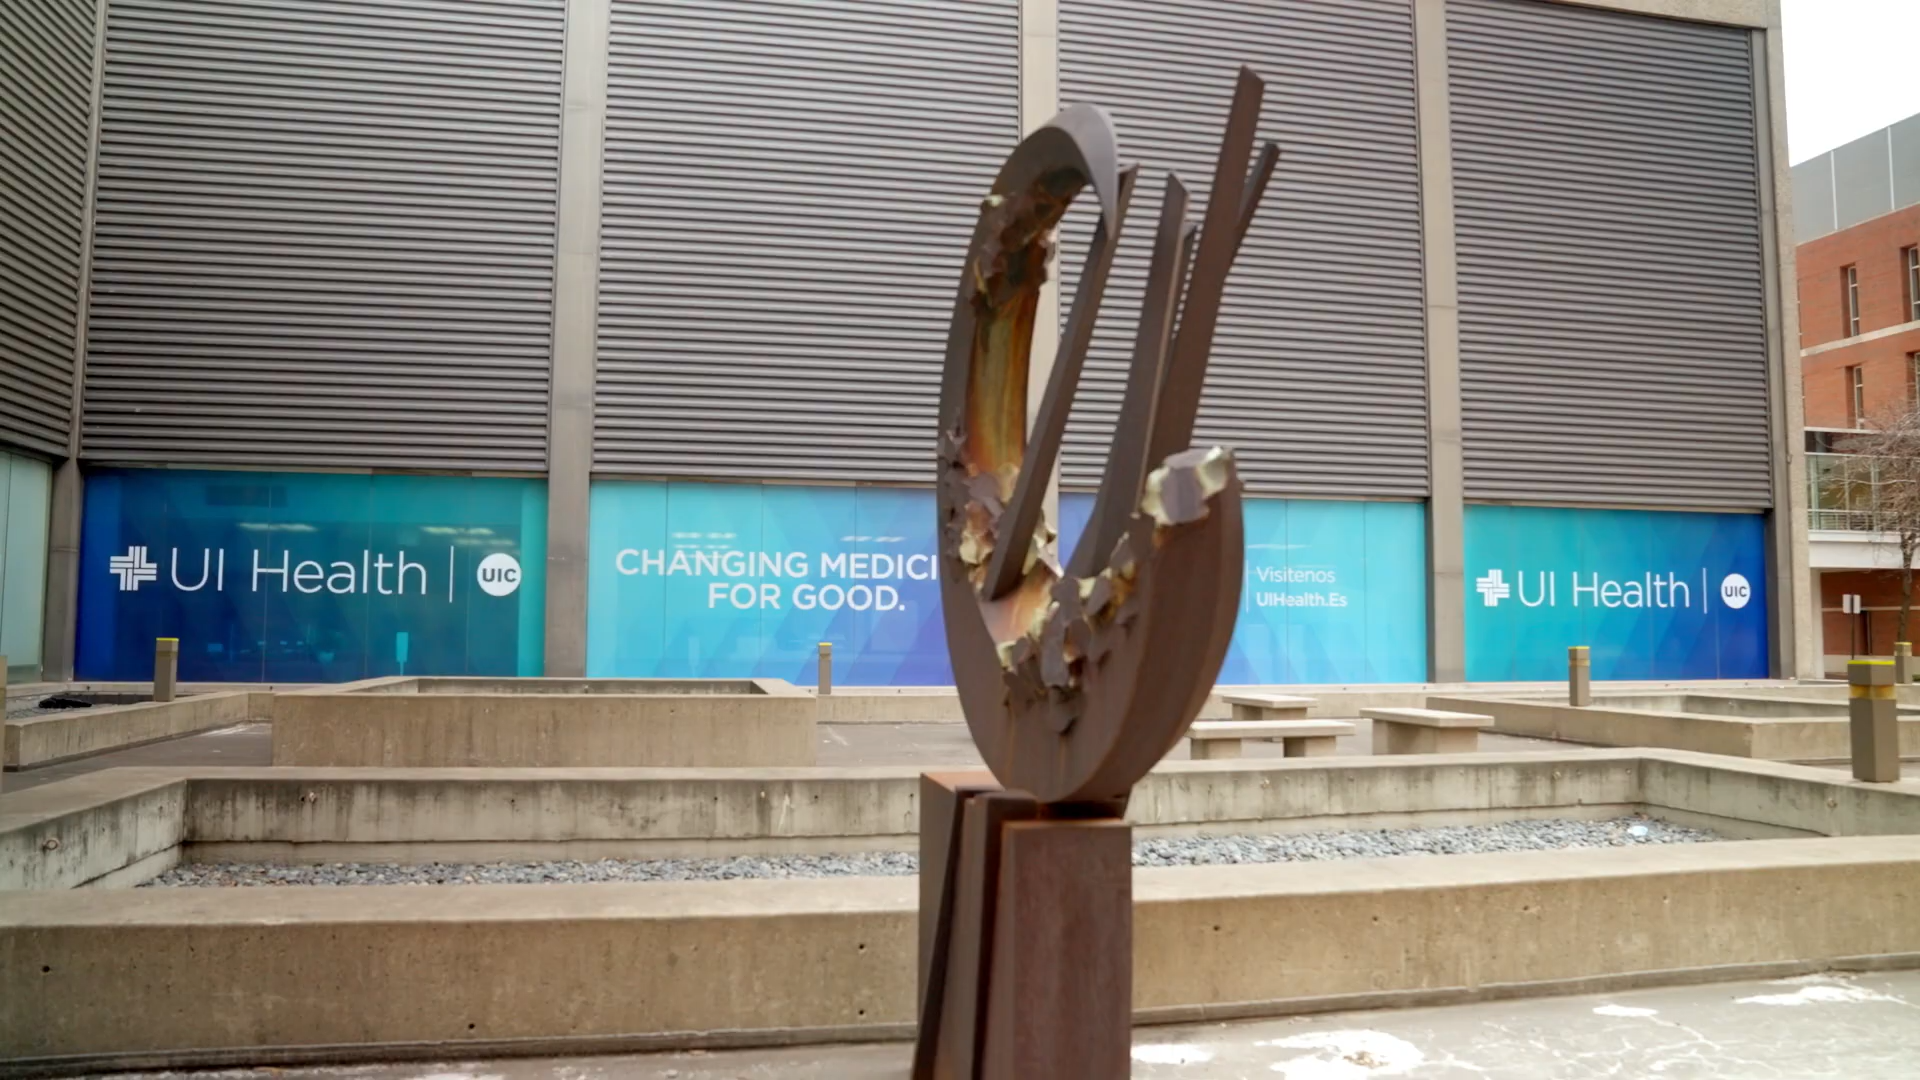 UI Health | UIC
CHANGING MEDICI
FOR GOOD.
Visítenos
UIHealth.Es
UI Health | UIC